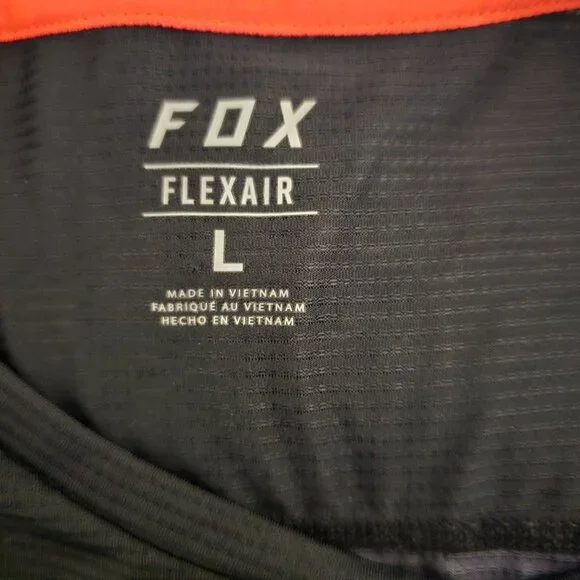 FOX
FLEXAIR
L
MADE IN VIETNAM
FABRIQUÉ AU VIETNAM
HECHO EN VIETNAM